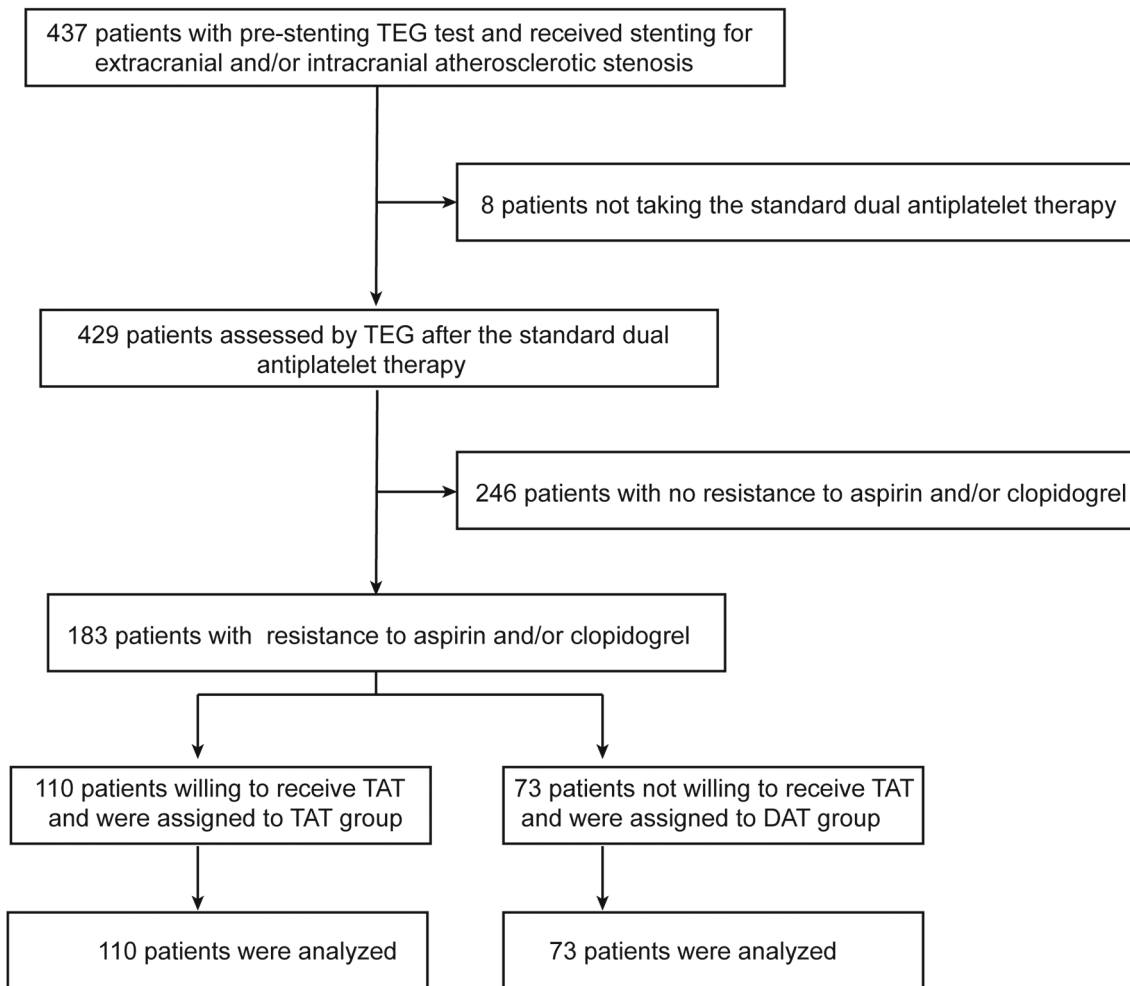 437 patients with pre-stenting TEG test and received stenting for
extracranial and/or intracranial atherosclerotic stenosis
8 patients not taking the standard dual antiplatelet therapy
429 patients assessed by TEG after the standard dual
antiplatelet therapy
246 patients with no resistance to aspirin and/or clopidogrel
183 patients with resistance to aspirin and/or clopidogrel
110 patients willing to receive TAT
and were assigned to TAT group
73 patients not willing to receive TAT
and were assigned to DAT group
110 patients were analyzed
73 patients were analyzed